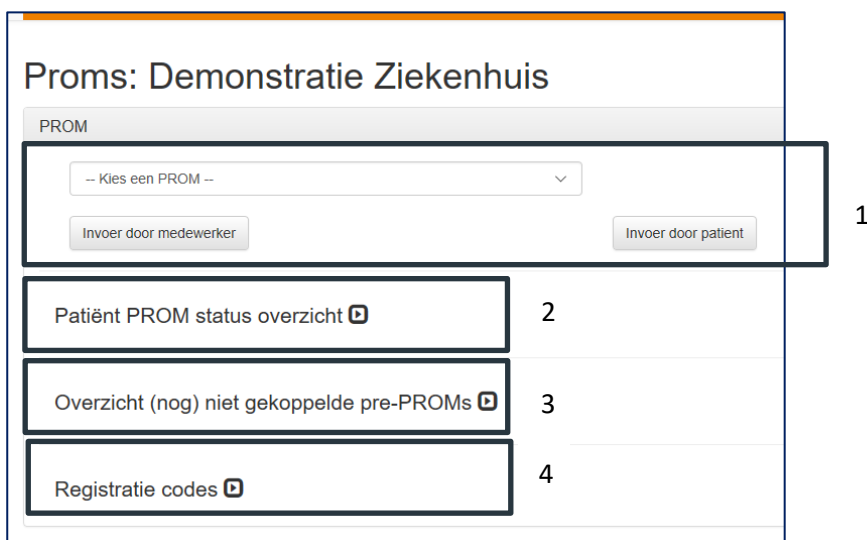 Proms: Demonstratie Ziekenhuis
PROM
-- Kies een PROM --
Invoer door medewerker Invoer door patient
1
Patiënt PROM status overzicht
2
Overzicht (nog) niet gekoppelde pre-PROMs
3
Registratie codes
4